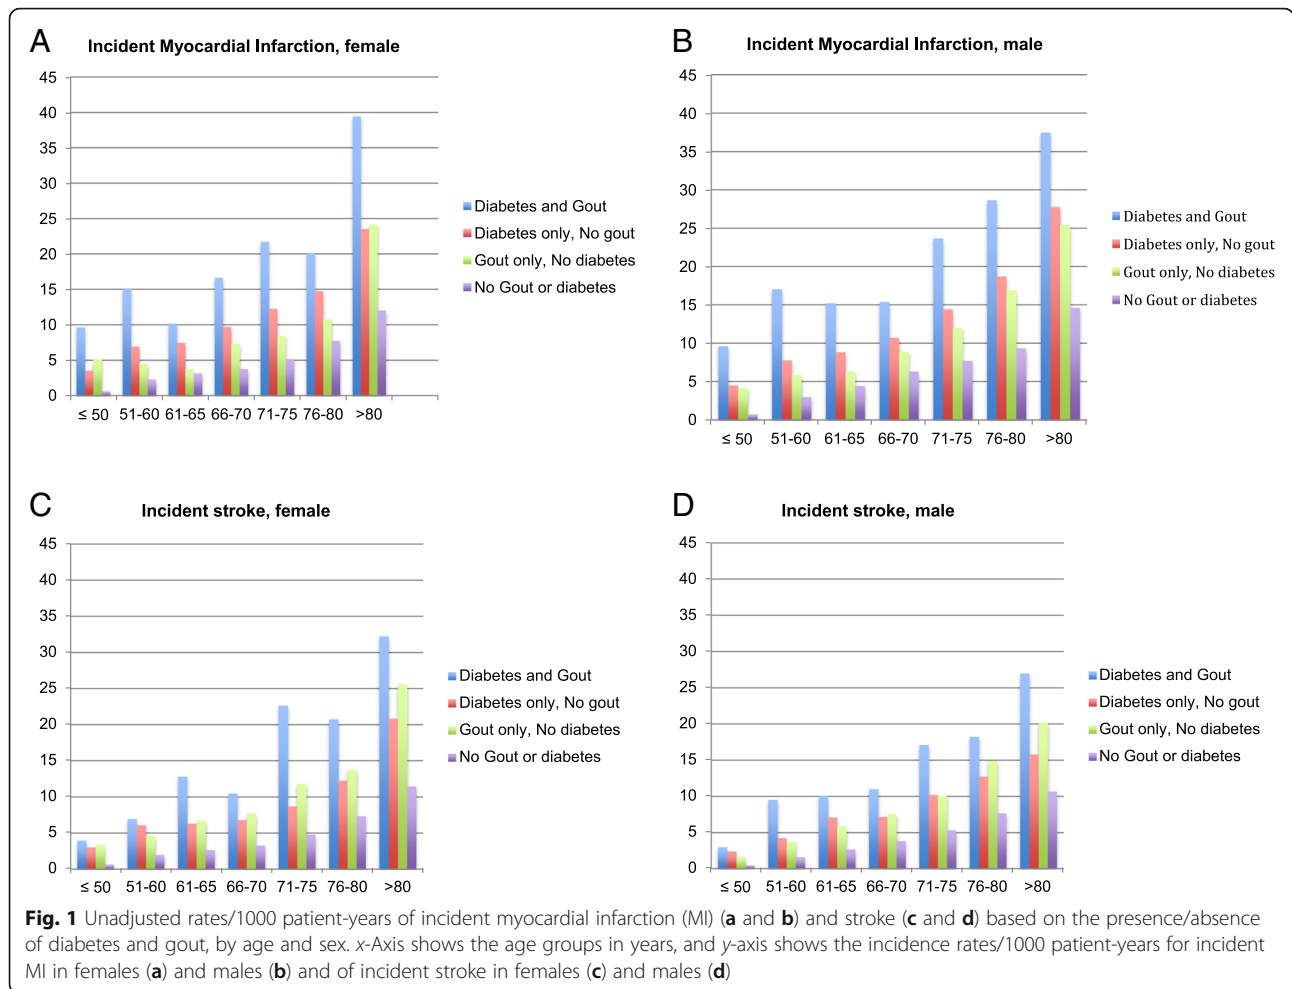 A
Incident Myocardial Infarction, female
45
40
35
30
25
20
15
10
5
0
≤ 50 51-60 61-65 66-70 71-75 76-80 >80
Diabetes and Gout
Diabetes only, No gout
Gout only, No diabetes
No Gout or diabetes
B
Incident Myocardial Infarction, male
45
40
35
30
25
20
15
10
5
0
≤ 50 51-60 61-65 66-70 71-75 76-80 >80
Diabetes and Gout
Diabetes only, No gout
Gout only, No diabetes
No Gout or diabetes
C
Incident stroke, female
45
40
35
30
25
20
15
10
5
0
≤ 50 51-60 61-65 66-70 71-75 76-80 >80
Diabetes and Gout
Diabetes only, No gout
Gout only, No diabetes
No Gout or diabetes
D
Incident stroke, male
45
40
35
30
25
20
15
10
5
0
≤ 50 51-60 61-65 66-70 71-75 76-80 >80
Diabetes and Gout
Diabetes only, No gout
Gout only, No diabetes
No Gout or diabetes
Fig. 1 Unadjusted rates/1000 patient-years of incident myocardial infarction (MI) (a and b) and stroke (c and d) based on the presence/absence
of diabetes and gout, by age and sex. x-Axis shows the age groups in years, and y-axis shows the incidence rates/1000 patient-years for incident
MI in females (a) and males (b) and of incident stroke in females (c) and males (d)